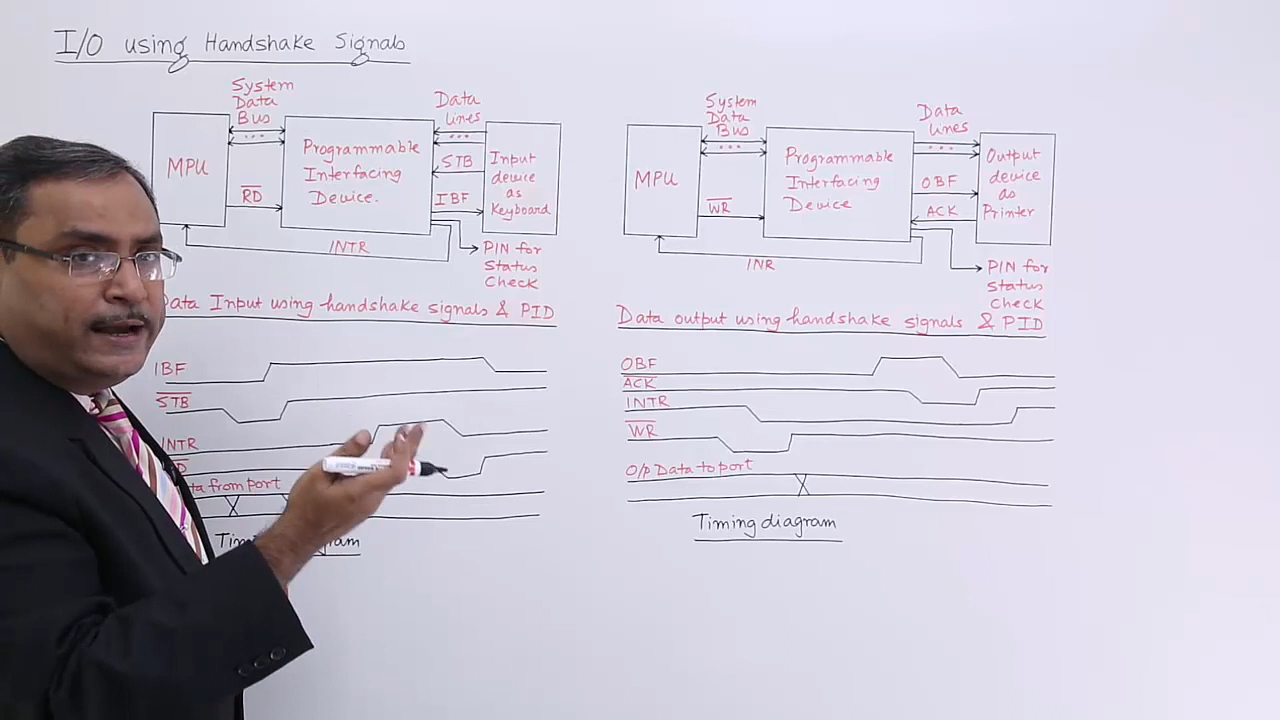 I/O using Handshake Signals
System
Data
Bus
...
MPU
RD
Programmable
Interfacing
Device.
Data
lines
...
STB
IBF
Input
device
as
Keyboard
INTR
PIN for
Status
Check
Data Input using handshake signals & PID
IBF
STB
INTR
Data from port
System
Data
Bus
...
MPU
WR
Programmable
Interfacing
Device
Data
lines
...
OBF
ACK
Output
device
as
Printer
INR
PIN for
Status
Check
Data output using handshake signals & PID
OBF
ACK
INTR
WR
O/p Data to port
Timing diagram